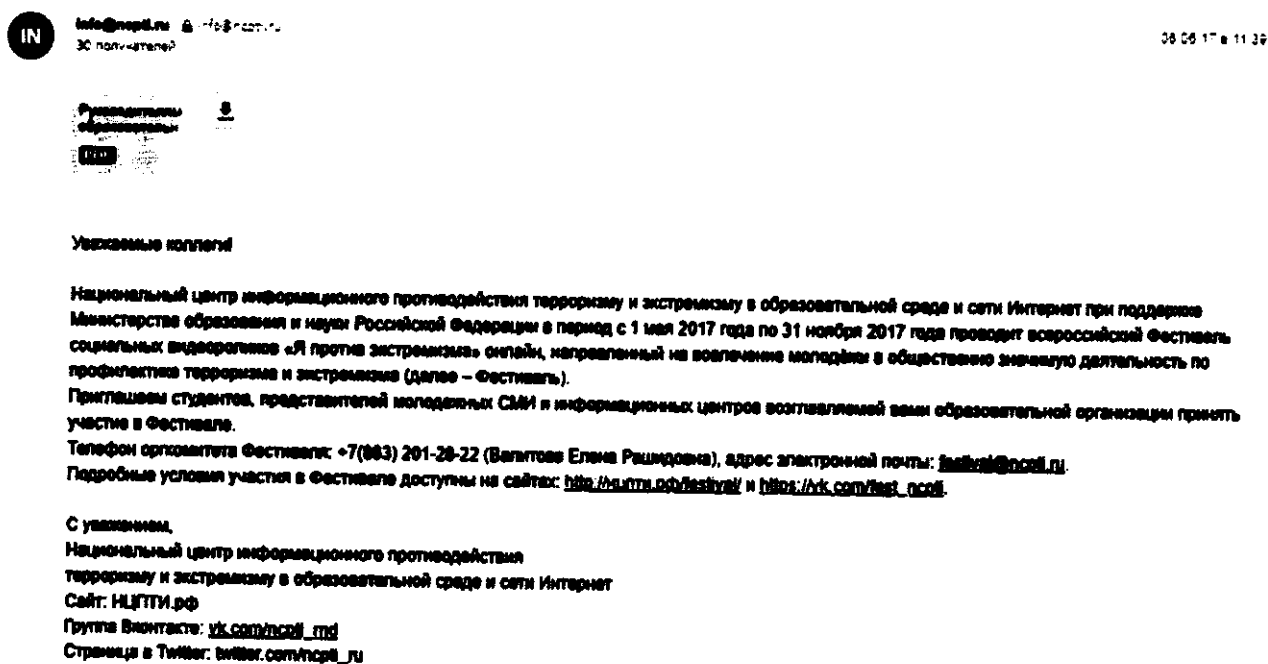 IN
info@ncpti.ru
30 получателей
в 11:39
Руководителям
образовательн
Уважаемые коллеги!
Национальный центр информационного противодействия терроризму и экстремизму в образовательной среде и сети Интернет при поддержке
Министерства образования и науки Российской Федерации в период с 1 мая 2017 года по 31 ноября 2017 года проводит всероссийский Фестиваль
социальных видеороликов «Я против экстремизма» онлайн, направленный на вовлечение молодёжи в общественно значимую деятельность по
профилактике терроризма и экстремизма (далее – Фестиваль).
Приглашаем студентов, представителей молодежных СМИ и информационных центров возглавляемой вами образовательной организации принять
участие в Фестивале.
Телефон оргкомитета Фестиваля: +7(863) 201-28-22 (Валитова Елена Рашидовна), адрес электронной почты: festival@ncpti.ru.
Подробные условия участия в Фестивале доступны на сайтах: http://нцпти.рф/festival/ и https://vk.com/fest_ncpti.
С уважением,
Национальный центр информационного противодействия
терроризму и экстремизму в образовательной среде и сети Интернет
Сайт: НЦПТИ.рф
Группа Вконтакте: vk.com/ncpti_rnd
Страница в Twitter: twitter.com/ncpti_ru